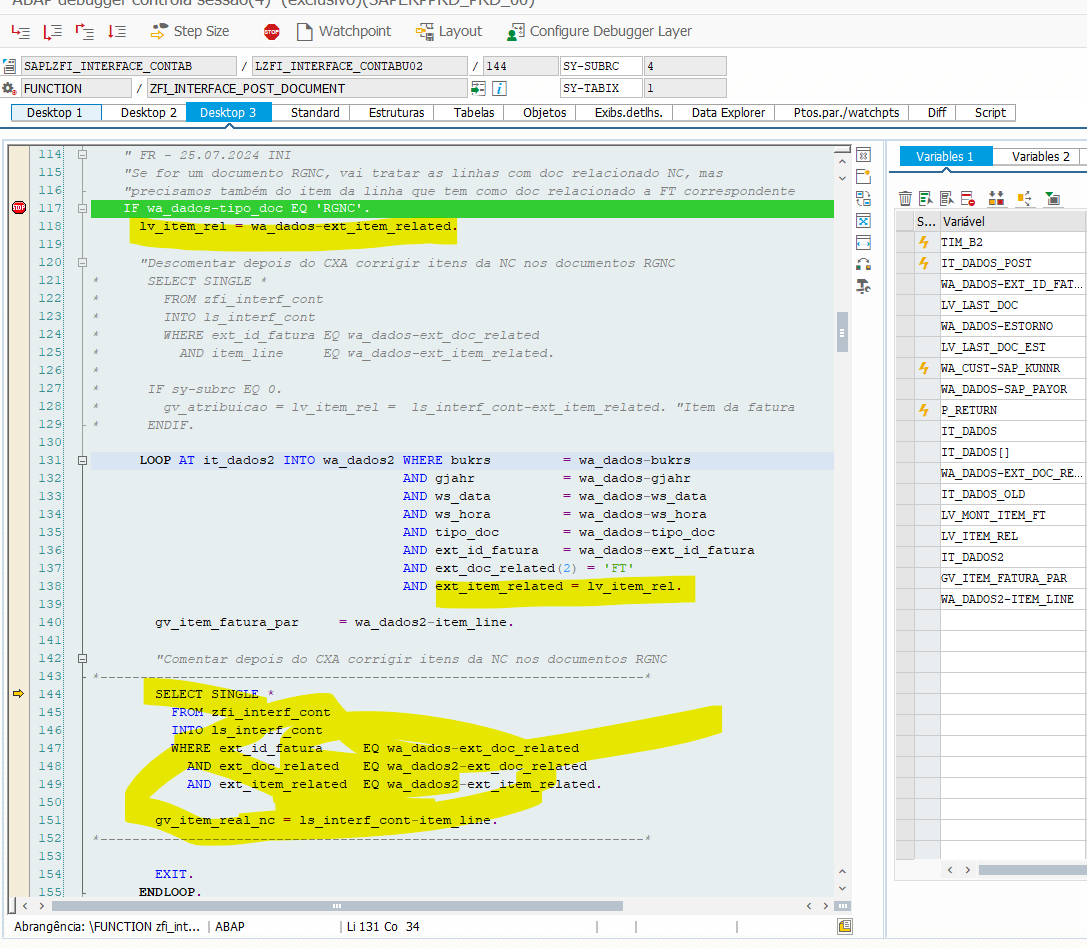 ABAP debugger controla sessão(4) (exclusivo)(SAPERPPRD_PRD_00)
Step Size Watchpoint Layout Configure Debugger Layer
SAPLZFI_INTERFACE_CONTAB / LZFI_INTERFACE_CONTABU02 / 144 SY-SUBRC 4
FUNCTION / ZFI_INTERFACE_POST_DOCUMENT SY-TABIX 1
Desktop 1 Desktop 2 Desktop 3 Standard Estruturas Tabelas Objetos Exibs.detlhs. Data Explorer Ptos.par./watchpts Diff Script
114 " FR - 25.07.2024 INI
115 "Se for um documento RGNC, vai tratar as linhas com doc relacionado NC, mas
116 "precisamos também do item da linha que tem como doc relacionado a FT correspondente
117 IF wa_dados-tipo_doc EQ 'RGNC'.
118 lv_item_rel = wa_dados-ext_item_related.
119
120 "Descomentar depois do CXA corrigir itens da NC nos documentos RGNC
121 * SELECT SINGLE *
122 * FROM zfi_interf_cont
123 * INTO ls_interf_cont
124 * WHERE ext_id_fatura EQ wa_dados-ext_doc_related
125 * AND item_line EQ wa_dados-ext_item_related.
126 *
127 * IF sy-subrc EQ 0.
128 * gv_atribuicao = lv_item_rel = ls_interf_cont-ext_item_related. "Item da fatura
129 * ENDIF.
130
131 LOOP AT it_dados2 INTO wa_dados2 WHERE bukrs = wa_dados-bukrs
132 AND gjahr = wa_dados-gjahr
133 AND ws_data = wa_dados-ws_data
134 AND ws_hora = wa_dados-ws_hora
135 AND tipo_doc = wa_dados-tipo_doc
136 AND ext_id_fatura = wa_dados-ext_id_fatura
137 AND ext_doc_related(2) = 'FT'
138 AND ext_item_related = lv_item_rel.
139
140 gv_item_fatura_par = wa_dados2-item_line.
141
142 "Comentar depois do CXA corrigir itens da NC nos documentos RGNC
143 *--------------------------------------------------------------------*
144 SELECT SINGLE *
145 FROM zfi_interf_cont
146 INTO ls_interf_cont
147 WHERE ext_id_fatura EQ wa_dados-ext_doc_related
148 AND ext_doc_related EQ wa_dados2-ext_doc_related
149 AND ext_item_related EQ wa_dados2-ext_item_related.
150
151 gv_item_real_nc = ls_interf_cont-item_line.
152 *--------------------------------------------------------------------*
153
154 EXIT.
155 ENDLOOP.
Abrangência: \FUNCTION zfi_int... ABAP Li 131 Co 34
Variables 1 Variables 2
S... Variável
TIM_B2
IT_DADOS_POST
WA_DADOS-EXT_ID_FAT...
LV_LAST_DOC
WA_DADOS-ESTORNO
LV_LAST_DOC_EST
WA_CUST-SAP_KUNNR
WA_DADOS-SAP_PAYOR
P_RETURN
IT_DADOS
IT_DADOS[]
WA_DADOS-EXT_DOC_RE...
IT_DADOS_OLD
LV_MONT_ITEM_FT
LV_ITEM_REL
IT_DADOS2
GV_ITEM_FATURA_PAR
WA_DADOS2-ITEM_LINE